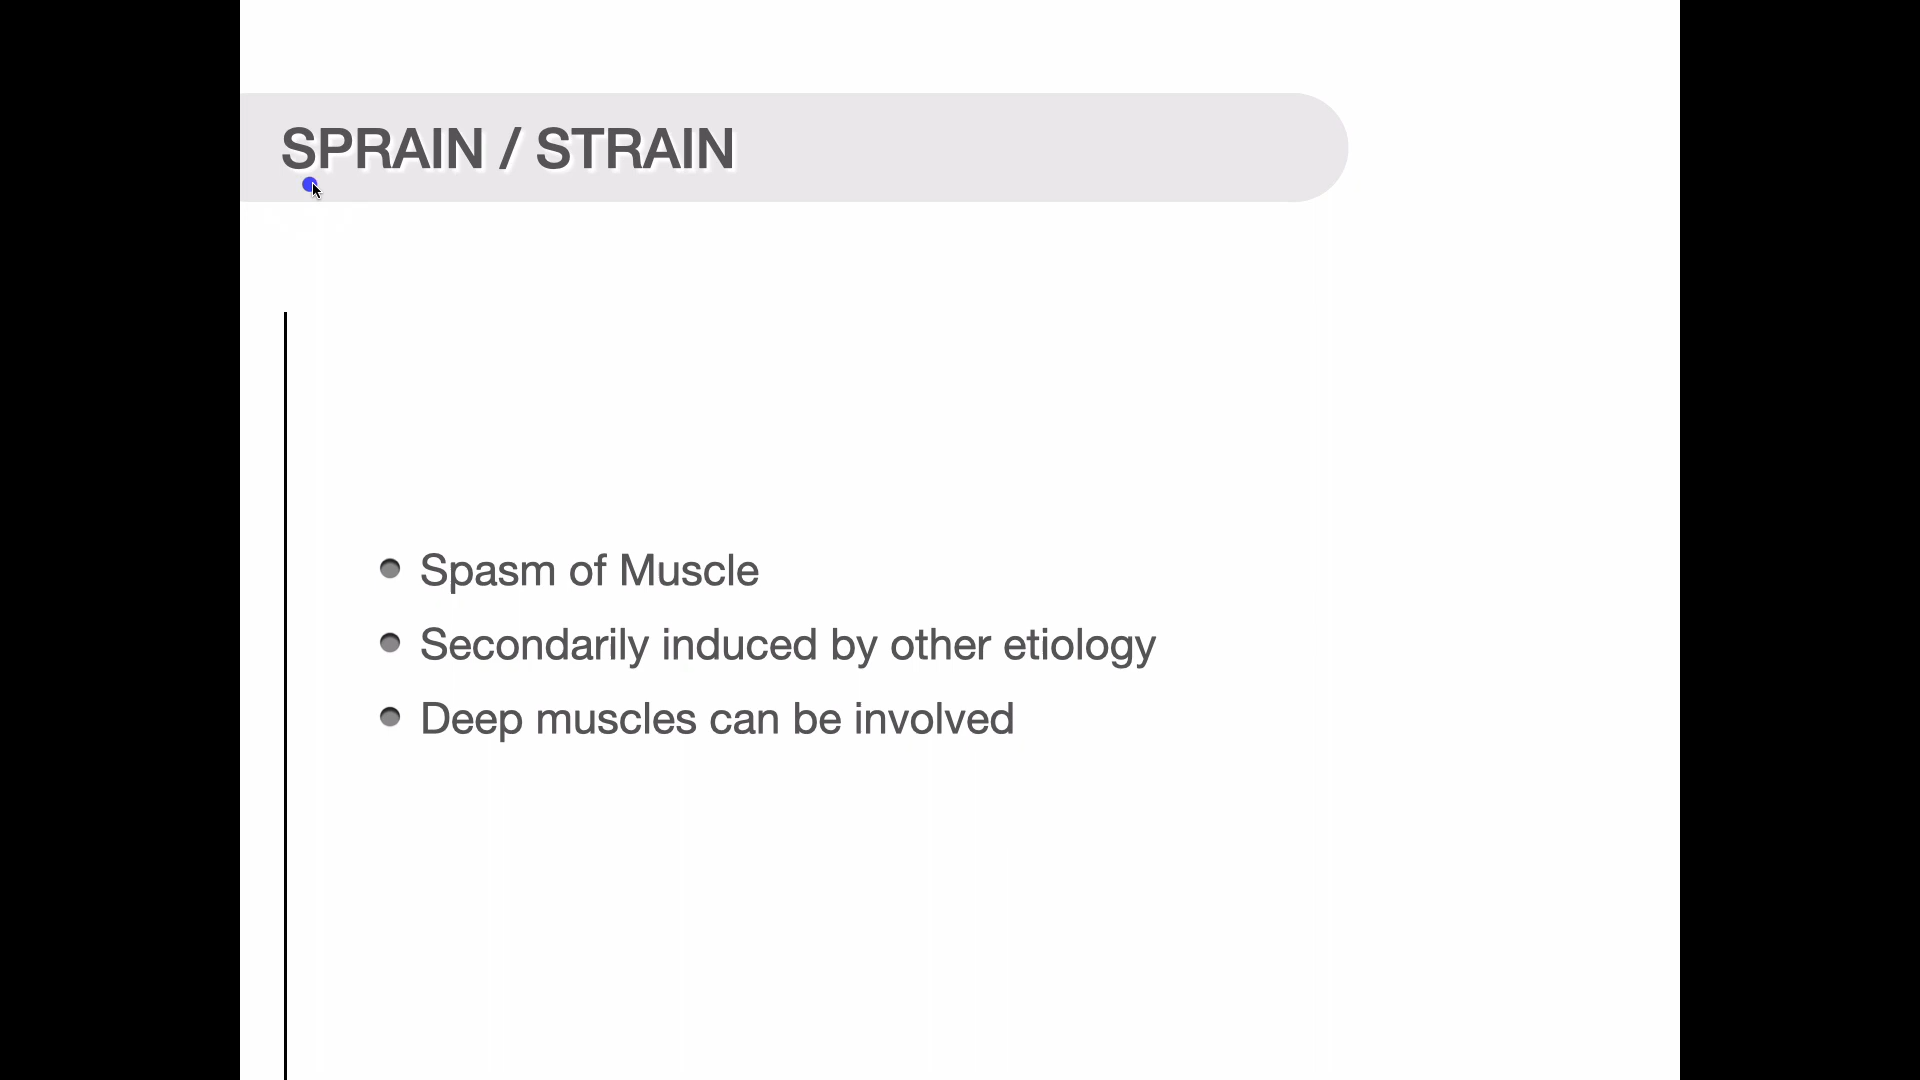 SPRAIN / STRAIN
Spasm of Muscle
Secondarily induced by other etiology
Deep muscles can be involved